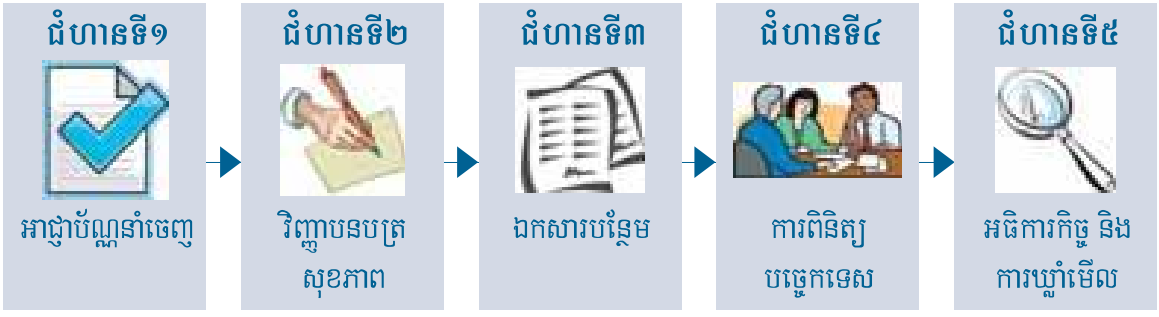 ជំហានទី១
អាជ្ញាប័ណ្ណនាំចេញ
ជំហានទី២
វិញ្ញាបនបត្រ
សុខភាព
ជំហានទី៣
ឯកសារបន្ថែម
ជំហានទី៤
ការពិនិត្យ
បច្ចេកទេស
ជំហានទី៥
អធិការកិច្ច និង
ការឃ្លាំមើល